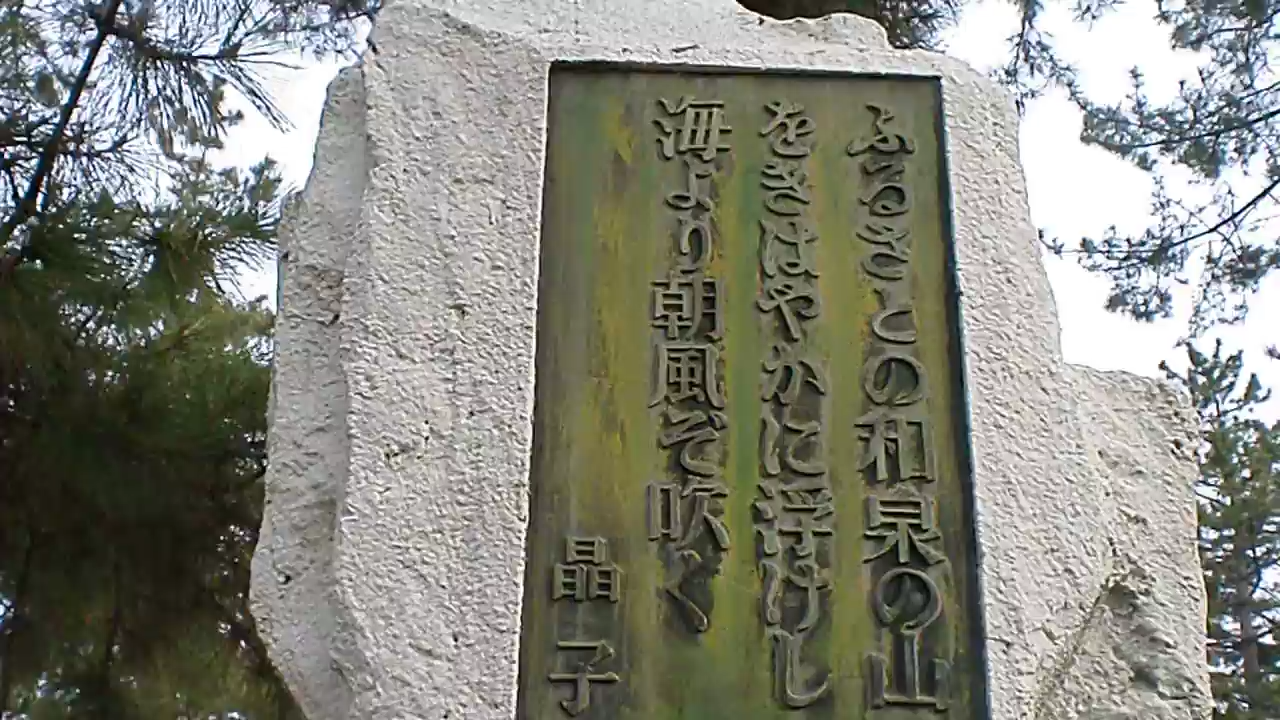 ふるさとの和泉の山
をきはやかに浮けし
海より朝風ぞ吹く
晶子